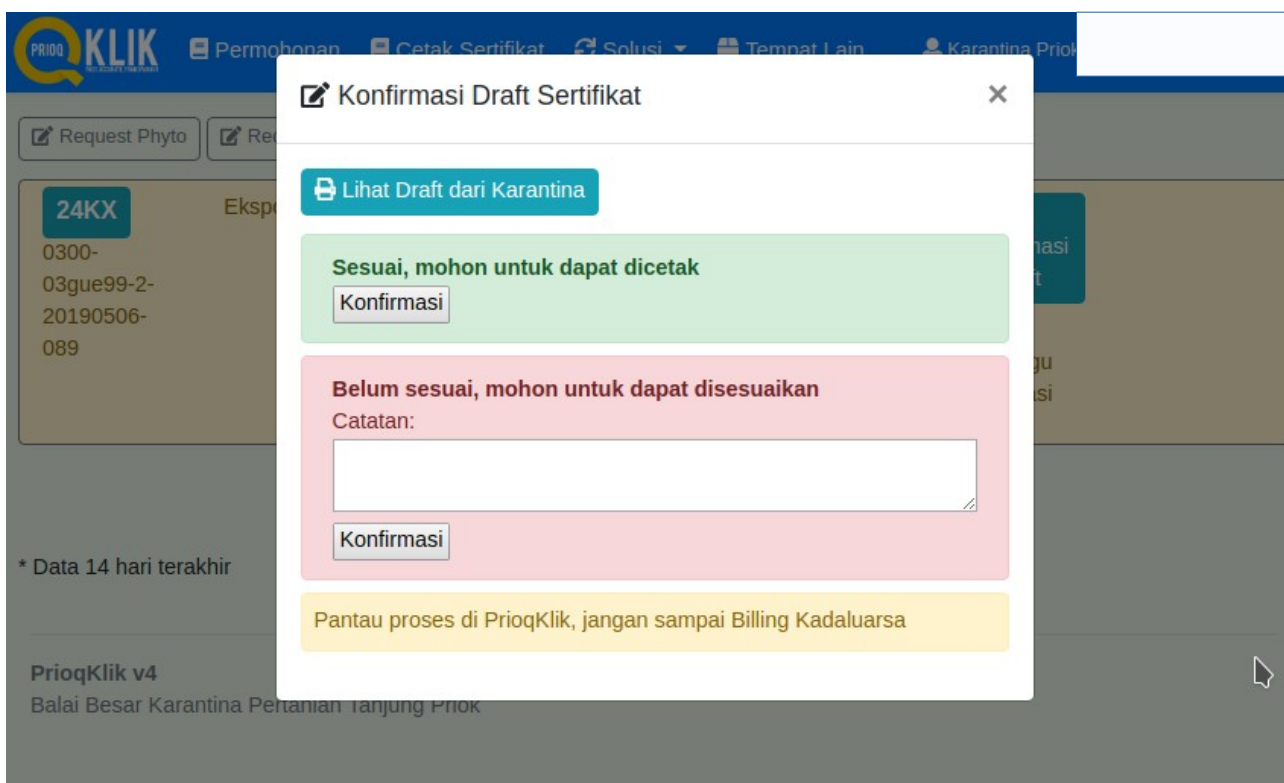 PRIOQ KLIK
Permohonan Cetak Sertifikat Solusi Tempat Lain Karantina Priok
Konfirmasi Draft Sertifikat ×
Request Phyto
Lihat Draft dari Karantina
24KX
0300-
03gue99-2-
20190506-
089
Sesuai, mohon untuk dapat dicetak
Konfirmasi
Belum sesuai, mohon untuk dapat disesuaikan
Catatan:
Konfirmasi
* Data 14 hari terakhir
Pantau proses di PrioqKlik, jangan sampai Billing Kadaluarsa
PrioqKlik v4
Balai Besar Karantina Pertanian Tanjung Priok